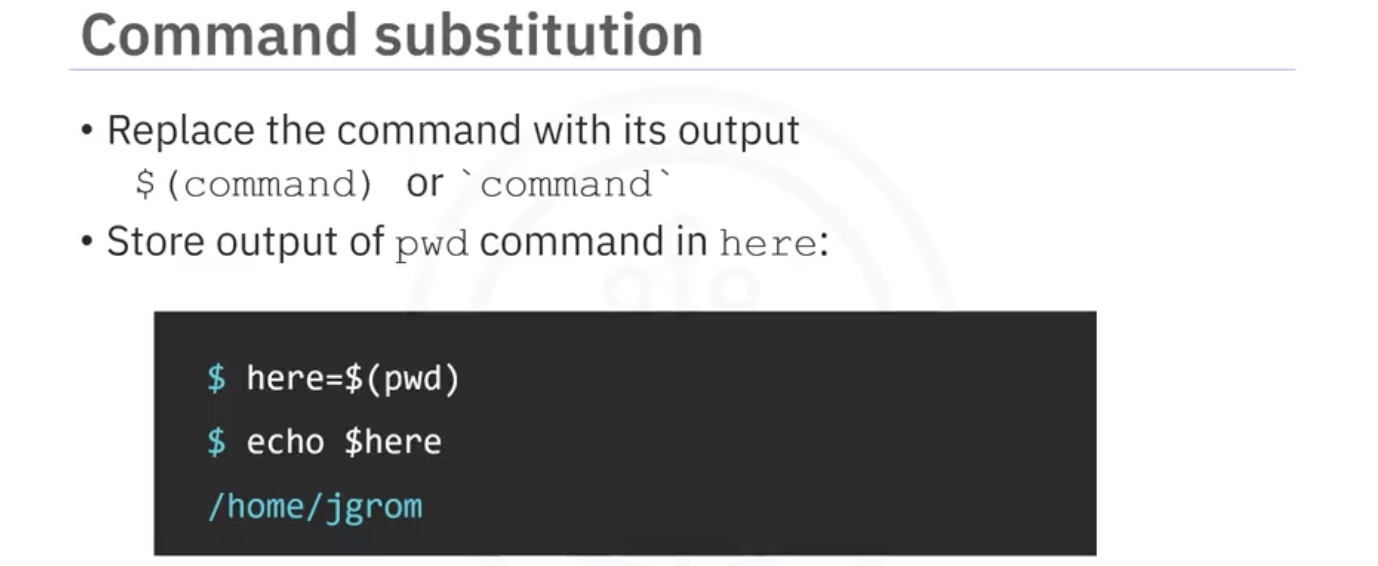 Command substitution
• Replace the command with its output
$(command) or `command`
• Store output of pwd command in here:
$ here=$(pwd)
$ echo $here
/home/jgrom